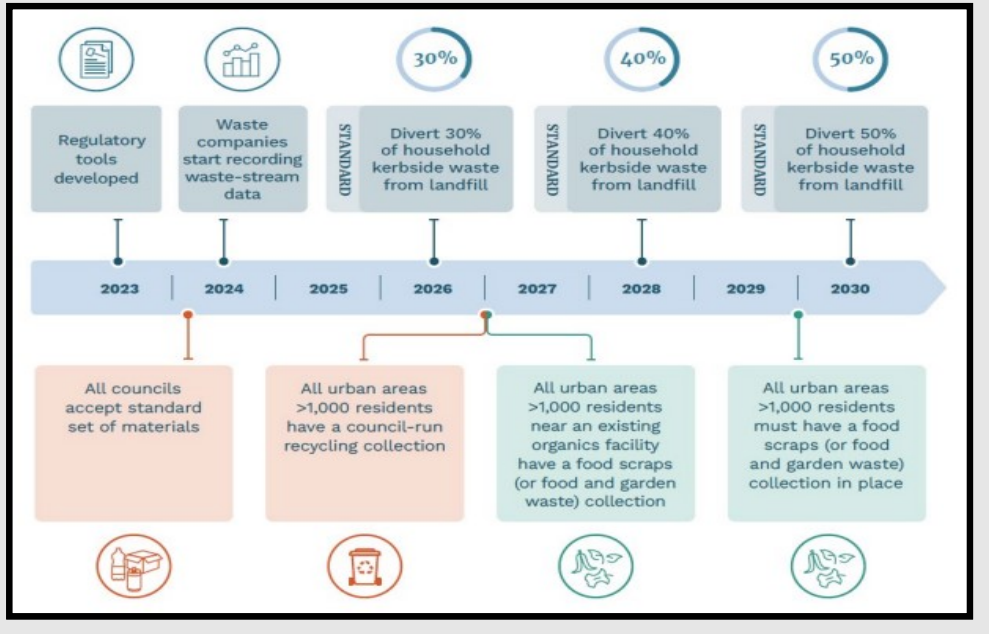 30%
40%
50%
Regulatory
tools
developed
Waste
companies
start recording
waste-stream
data
STANDARD
Divert 30%
of household
kerbside waste
from landfill
STANDARD
Divert 40%
of household
kerbside waste
from landfill
STANDARD
Divert 50%
of household
kerbside waste
from landfill
2023 2024 2025 2026 2027 2028 2029 2030
All councils
accept standard
set of materials
All urban areas
>1,000 residents
have a council-run
recycling collection
All urban areas
>1,000 residents
near an existing
organics facility
have a food scraps
(or food and garden
waste) collection
All urban areas
>1,000 residents
must have a food
scraps (or food
and garden waste)
collection in place